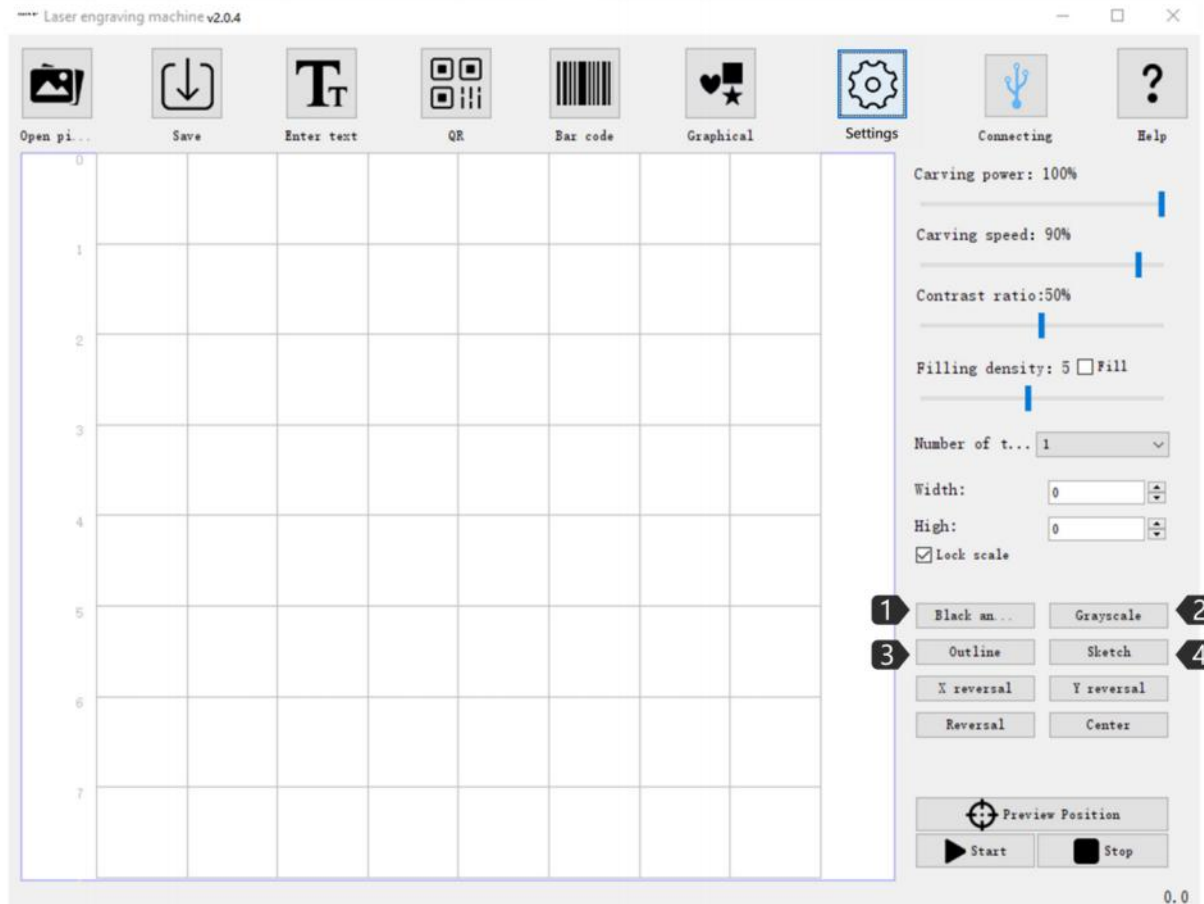 Laser engraving machine v2.0.4
Open pi...
Save
Enter text
QR
Bar code
Graphical
Settings
Connecting
Help
0
1
2
3
4
5
6
7
Carving power: 100%
Carving speed: 90%
Contrast ratio:50%
Filling density: 5 Fill
Number of t... 1
Width: 0
High: 0
Lock scale
1 Black an... Grayscale 2
3 Outline Sketch 4
X reversal Y reversal
Reversal Center
Preview Position
Start Stop
0.0